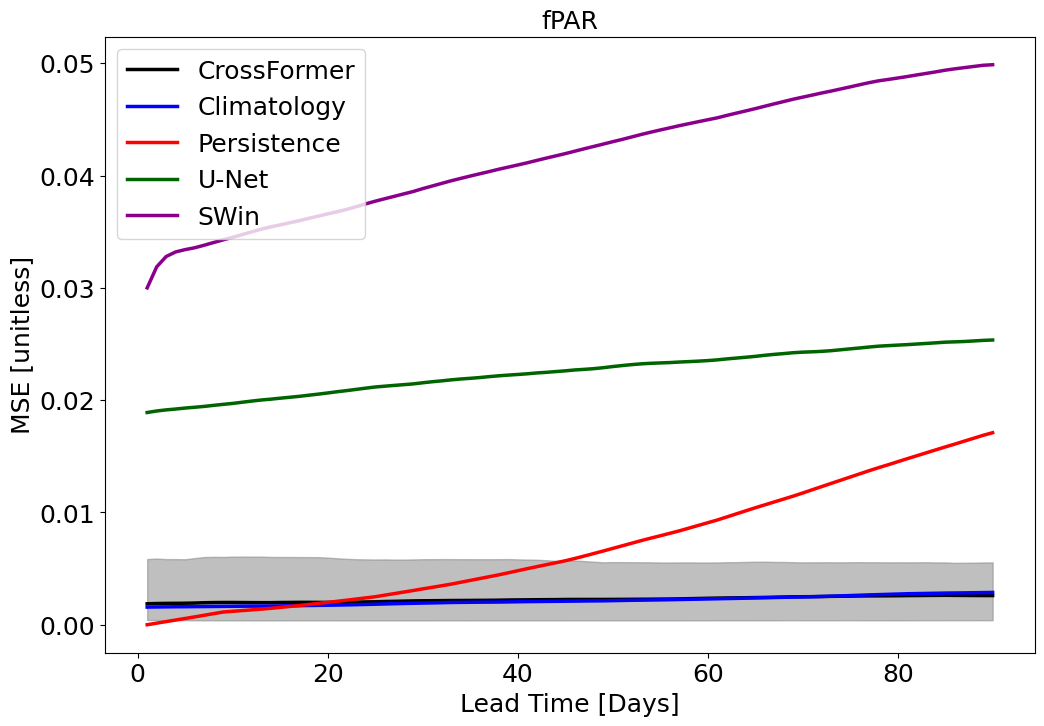 fPAR
CrossFormer
Climatology
Persistence
U-Net
SWin
MSE [unitless]
0.05
0.04
0.03
0.02
0.01
0.00
0 20 40 60 80
Lead Time [Days]